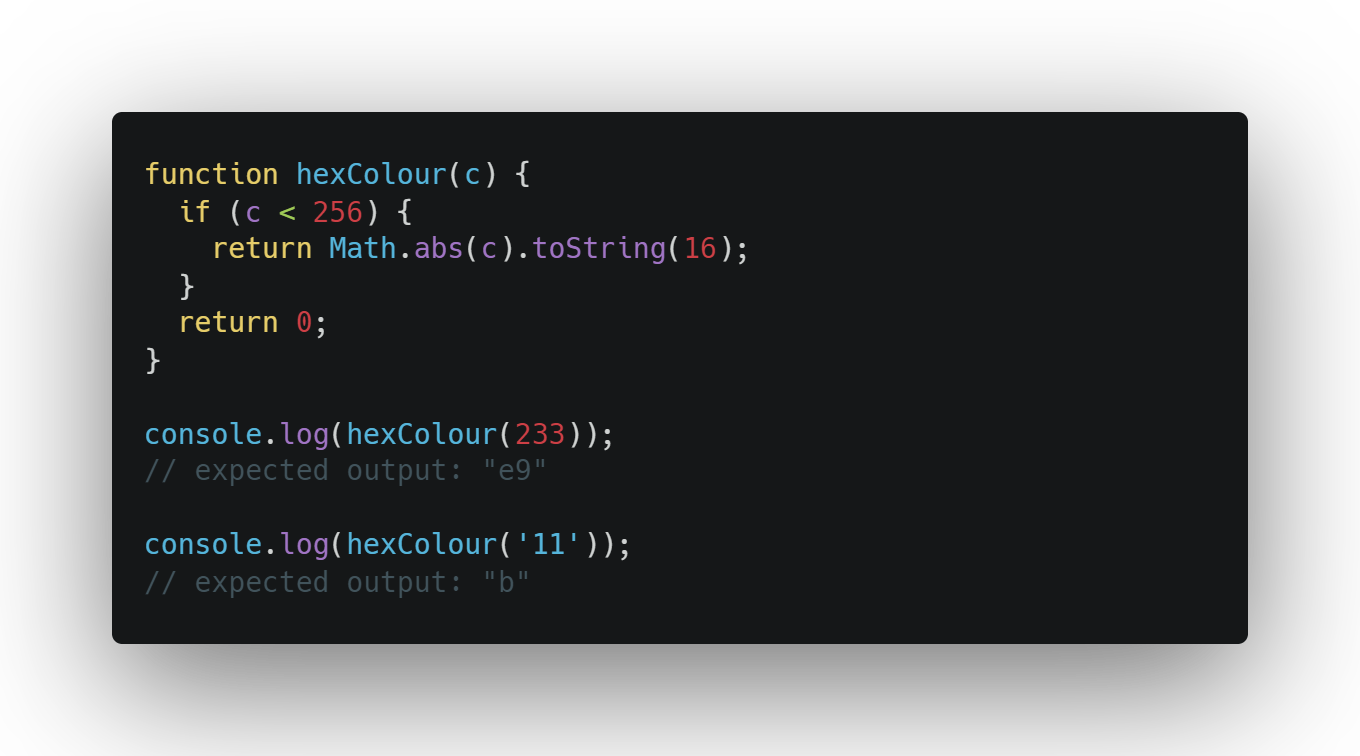 function hexColour(c) {
  if (c < 256) {
    return Math.abs(c).toString(16);
  }
  return 0;
}

console.log(hexColour(233));
// expected output: "e9"

console.log(hexColour('11'));
// expected output: "b"